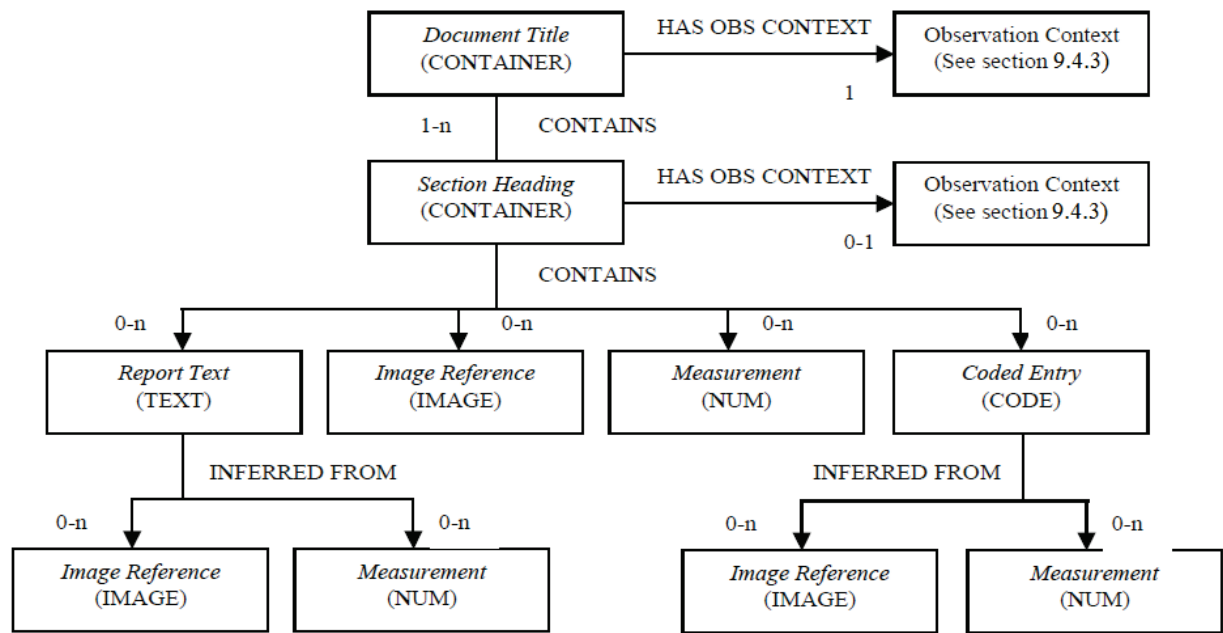 Document Title
(CONTAINER)
HAS OBS CONTEXT
Observation Context
(See section 9.4.3)
1
1-n
CONTAINS
Section Heading
(CONTAINER)
HAS OBS CONTEXT
Observation Context
(See section 9.4.3)
0-1
CONTAINS
0-n
0-n
0-n
0-n
Report Text
(TEXT)
Image Reference
(IMAGE)
Measurement
(NUM)
Coded Entry
(CODE)
INFERRED FROM
INFERRED FROM
0-n
0-n
0-n
0-n
Image Reference
(IMAGE)
Measurement
(NUM)
Image Reference
(IMAGE)
Measurement
(NUM)